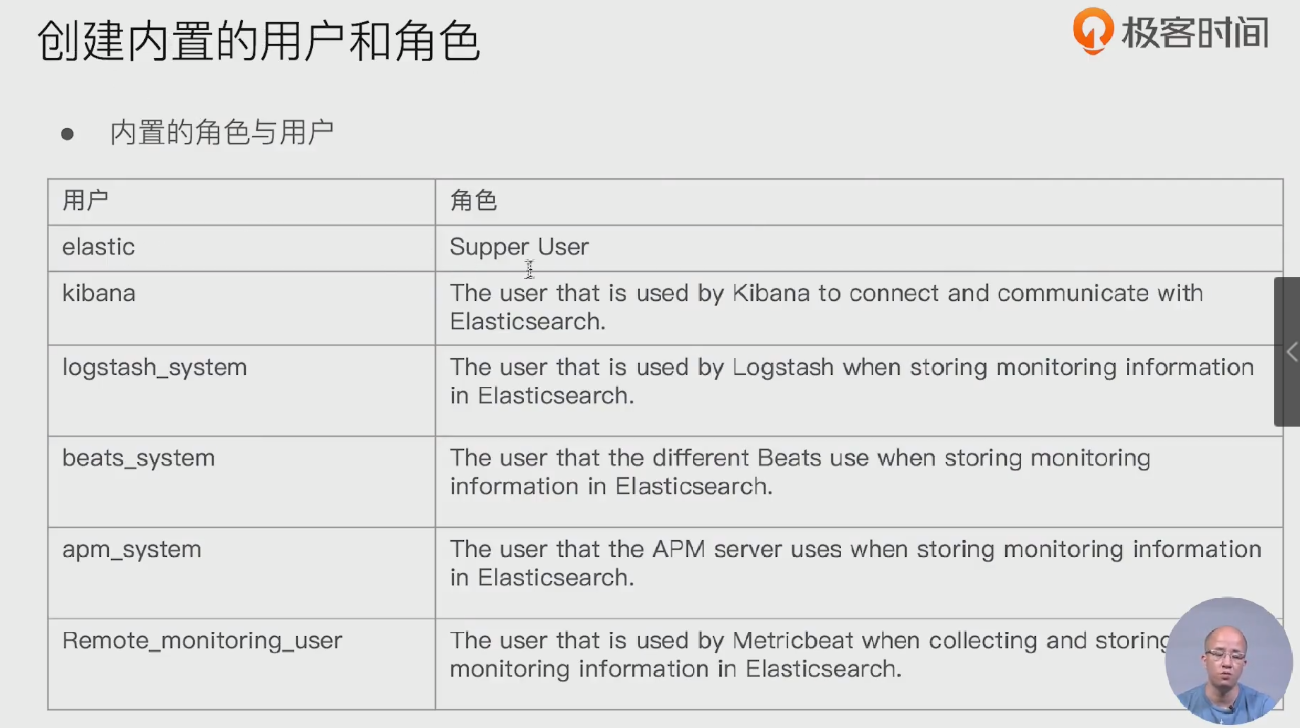 创建内置的用户和角色
极客时间
● 内置的角色与用户
用户
角色
elastic
Supper User
kibana
The user that is used by Kibana to connect and communicate with
Elasticsearch.
logstash_system
The user that is used by Logstash when storing monitoring information
in Elasticsearch.
beats_system
The user that the different Beats use when storing monitoring
information in Elasticsearch.
apm_system
The user that the APM server uses when storing monitoring information
in Elasticsearch.
Remote_monitoring_user
The user that is used by Metricbeat when collecting and storing
monitoring information in Elasticsearch.